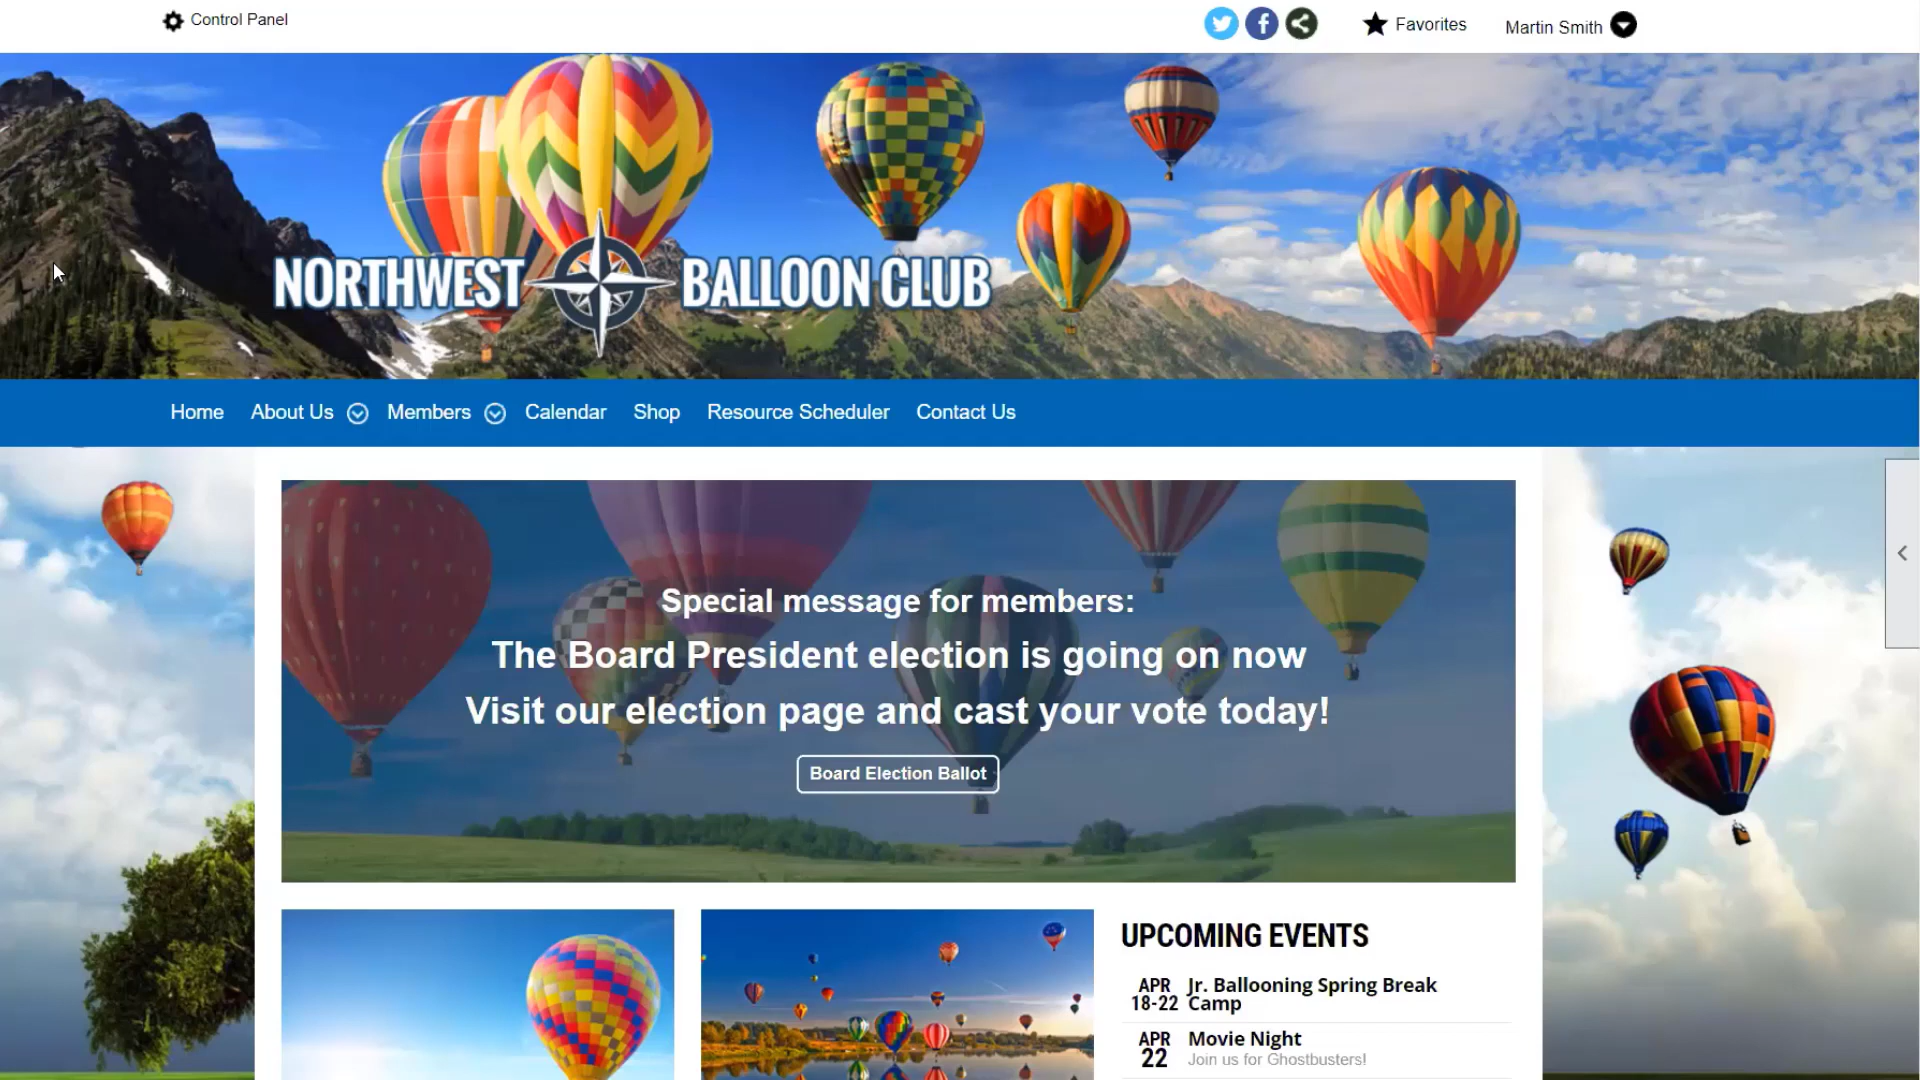 Control Panel
Favorites
Martin Smith
NORTHWEST BALLOON CLUB
Home
About Us
Members
Calendar
Shop
Resource Scheduler
Contact Us
Special message for members:
The Board President election is going on now
Visit our election page and cast your vote today!
Board Election Ballot
UPCOMING EVENTS
APR
18-22
Jr. Ballooning Spring Break
Camp
APR
22
Movie Night
Join us for Ghostbusters!